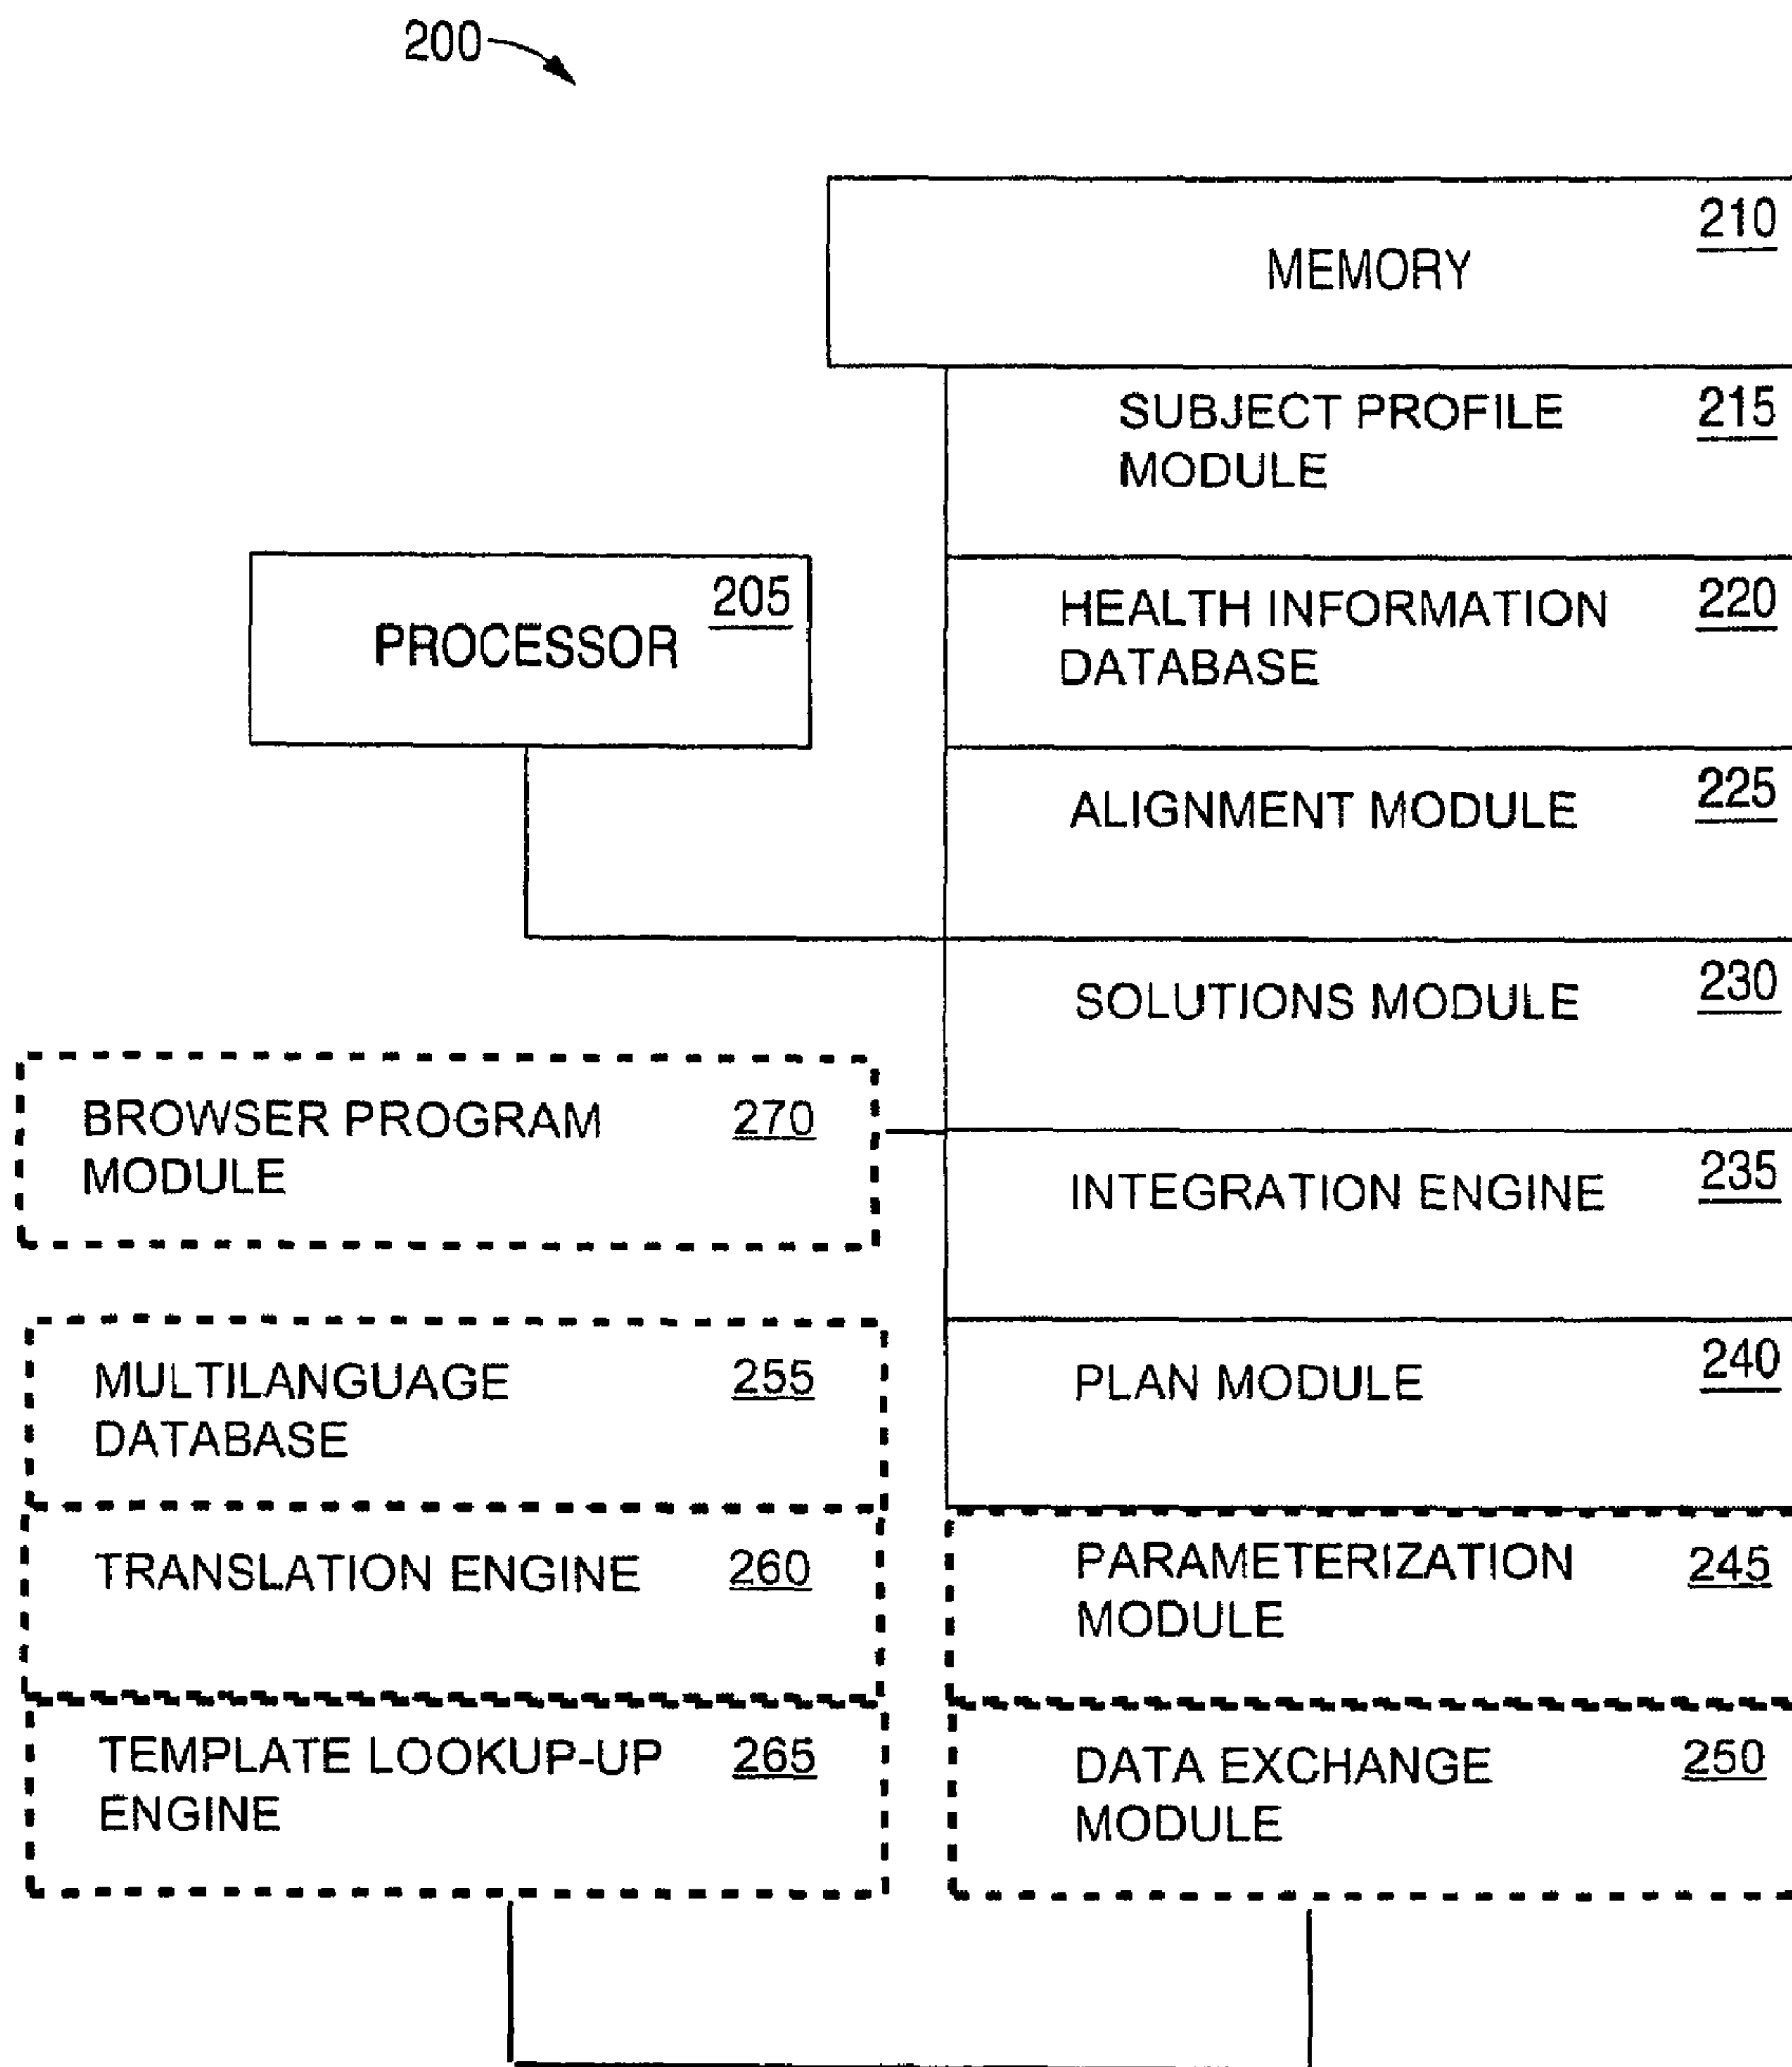 200
210
MEMORY
SUBJECT PROFILE 215
MODULE
205
PROCESSOR
HEALTH INFORMATION 220
DATABASE
ALIGNMENT MODULE 225
SOLUTIONS MODULE 230
BROWSER PROGRAM 270
MODULE
INTEGRATION ENGINE 235
MULTILANGUAGE 255
DATABASE
PLAN MODULE 240
TRANSLATION ENGINE 260
PARAMETERIZATION 245
MODULE
TEMPLATE LOOKUP-UP 265
ENGINE
DATA EXCHANGE 250
MODULE